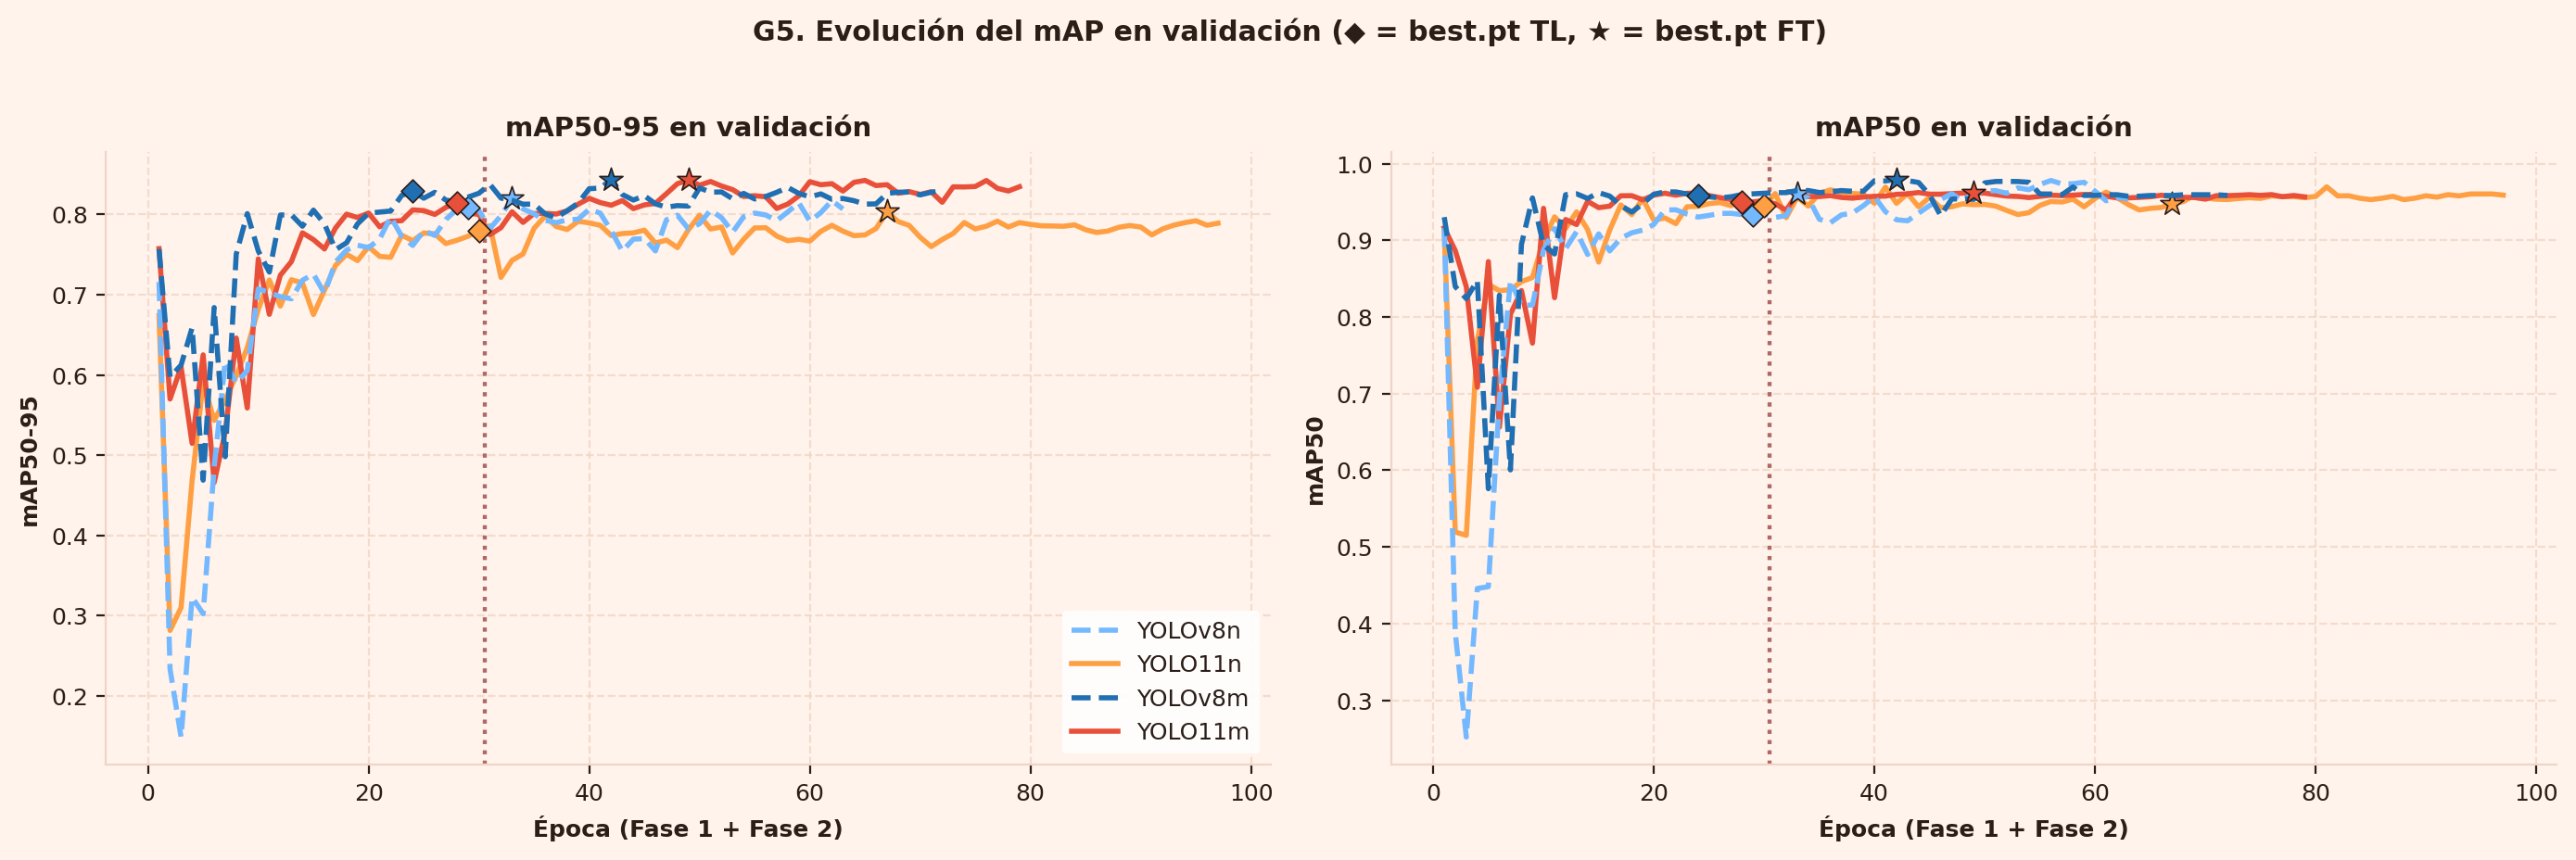 G5. Evolución del mAP en validación (◆ = best.pt TL, ★ = best.pt FT)
mAP50-95 en validación
mAP50-95
0.8
0.7
0.6
0.5
0.4
0.3
0.2
0 20 40 60 80 100
Época (Fase 1 + Fase 2)
YOLOv8n
YOLO11n
YOLOv8m
YOLO11m
mAP50 en validación
mAP50
1.0
0.9
0.8
0.7
0.6
0.5
0.4
0.3
0 20 40 60 80 100
Época (Fase 1 + Fase 2)